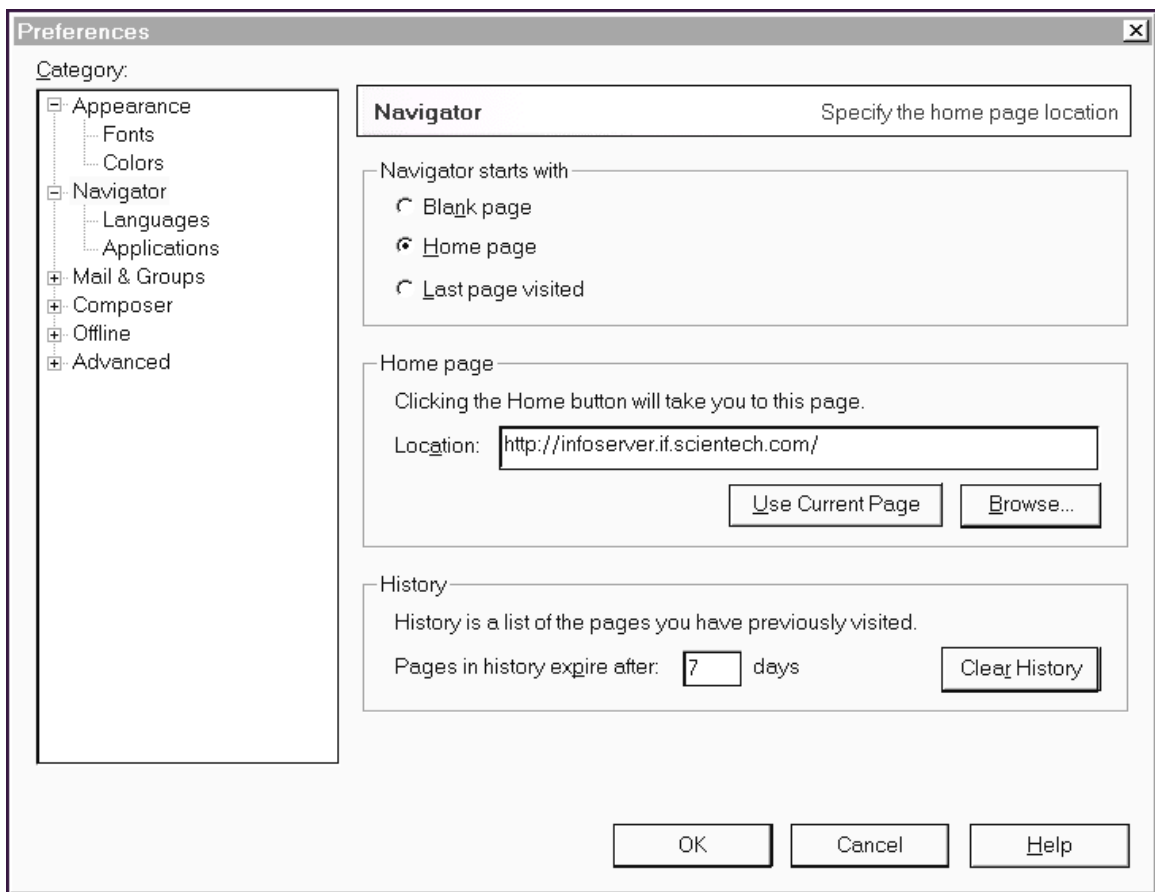 Preferences
Category:
Appearance
Fonts
Colors
Navigator
Languages
Applications
Mail & Groups
Composer
Offline
Advanced
Navigator Specify the home page location
Navigator starts with
Blank page
Home page
Last page visited
Home page
Clicking the Home button will take you to this page.
Location: http://infoserver.if.scientech.com/
Use Current Page Browse...
History
History is a list of the pages you have previously visited.
Pages in history expire after: 7 days Clear History
OK Cancel Help